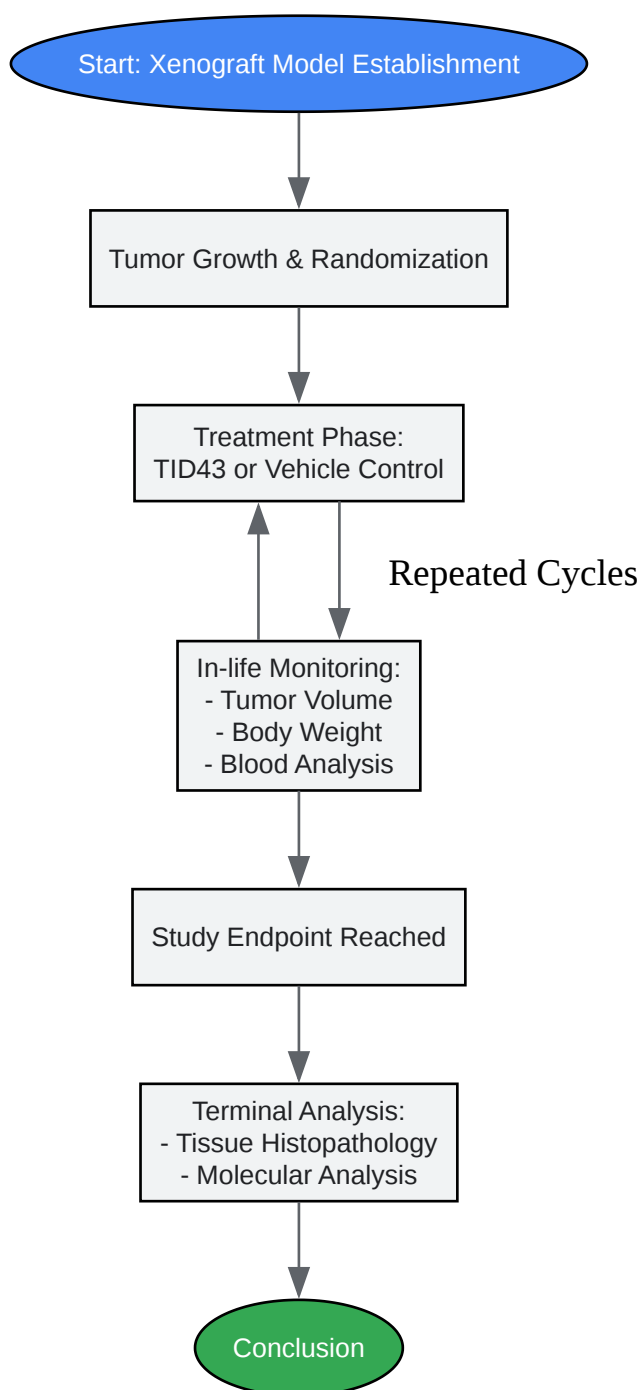 Start: Xenograft Model Establishment
Tumor Growth & Randomization
Treatment Phase:
TID43 or Vehicle Control
Repeated Cycles
In-life Monitoring:
- Tumor Volume
- Body Weight
- Blood Analysis
Study Endpoint Reached
Terminal Analysis:
- Tissue Histopathology
- Molecular Analysis
Conclusion